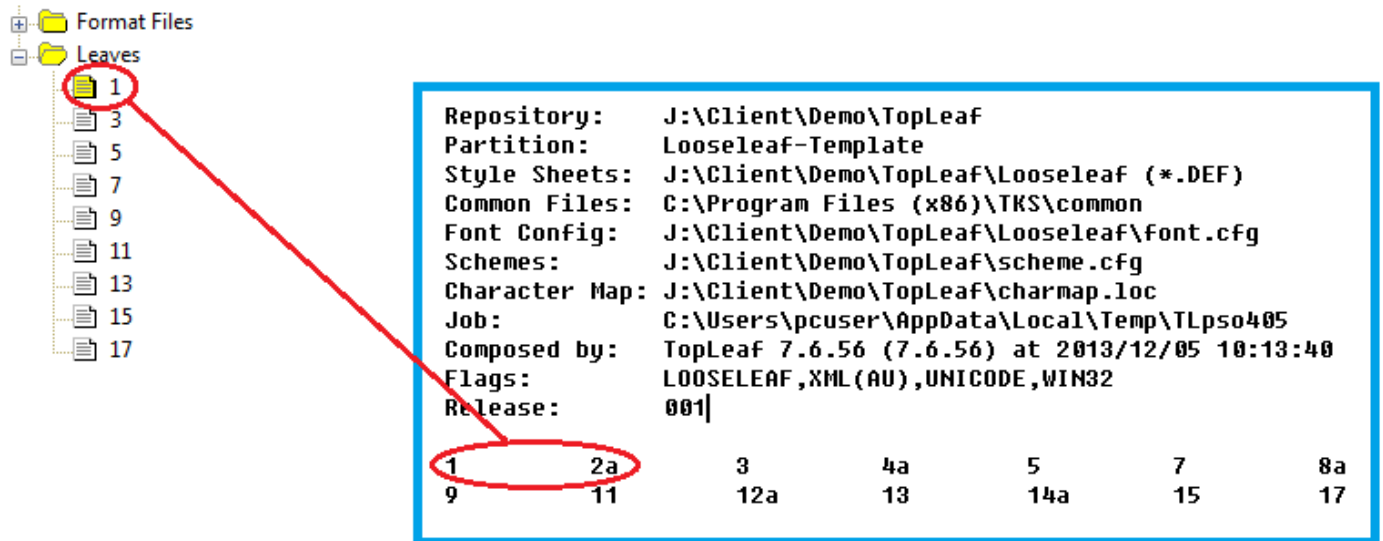 Format Files
Leaves
1
3
5
7
9
11
13
15
17
Repository: J:\Client\Demo\TopLeaf
Partition: Looseleaf-Template
Style Sheets: J:\Client\Demo\TopLeaf\Looseleaf (*.DEF)
Common Files: C:\Program Files (x86)\TKS\common
Font Config: J:\Client\Demo\TopLeaf\Looseleaf\font.cfg
Schemes: J:\Client\Demo\TopLeaf\scheme.cfg
Character Map: J:\Client\Demo\TopLeaf\charmap.loc
Job: C:\Users\pcuser\AppData\Local\Temp\TLpso405
Composed by: TopLeaf 7.6.56 (7.6.56) at 2013/12/05 10:13:40
Flags: LOOSELEAF,XML(AU),UNICODE,WIN32
Release: 001
1 2a 3 4a 5 7 8a
9 11 12a 13 14a 15 17